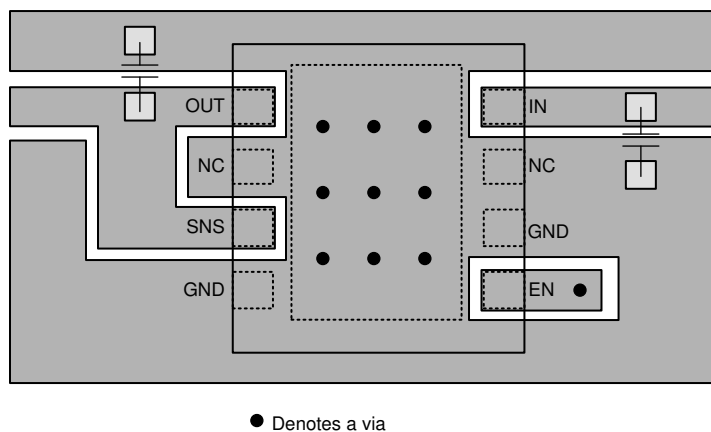 OUT
IN
NC
NC
SNS
GND
GND
EN
Denotes a via